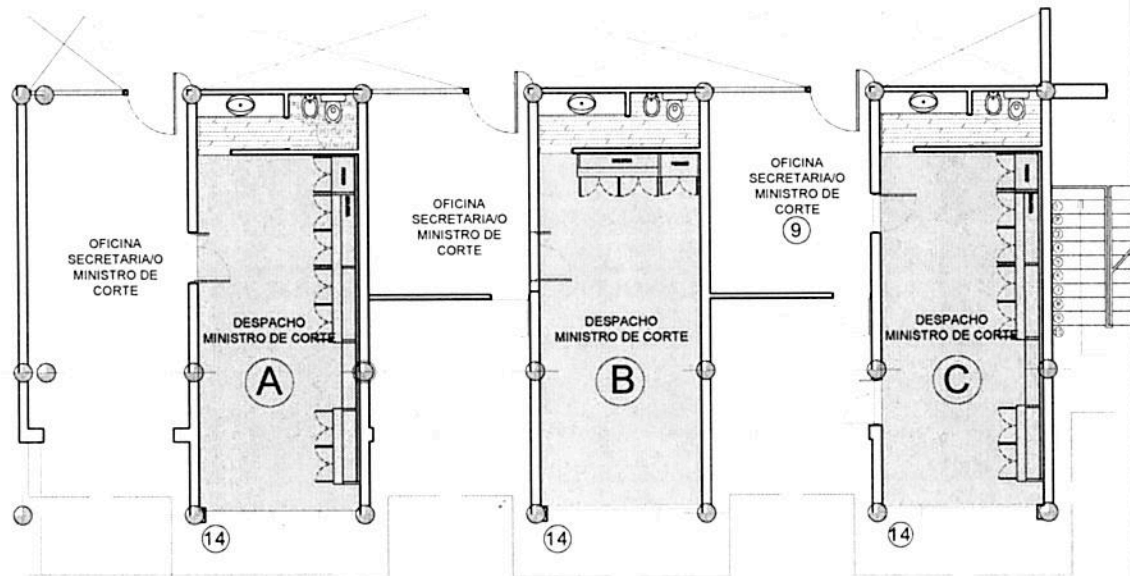 OFICINA
SECRETARIA/O
MINISTRO DE
CORTE
DESPACHO
MINISTRO DE CORTE
A
14
OFICINA
SECRETARIA/O
MINISTRO DE
CORTE
DESPACHO
MINISTRO DE CORTE
B
14
OFICINA
SECRETARIA/O
MINISTRO DE
CORTE
9
DESPACHO
MINISTRO DE CORTE
C
14